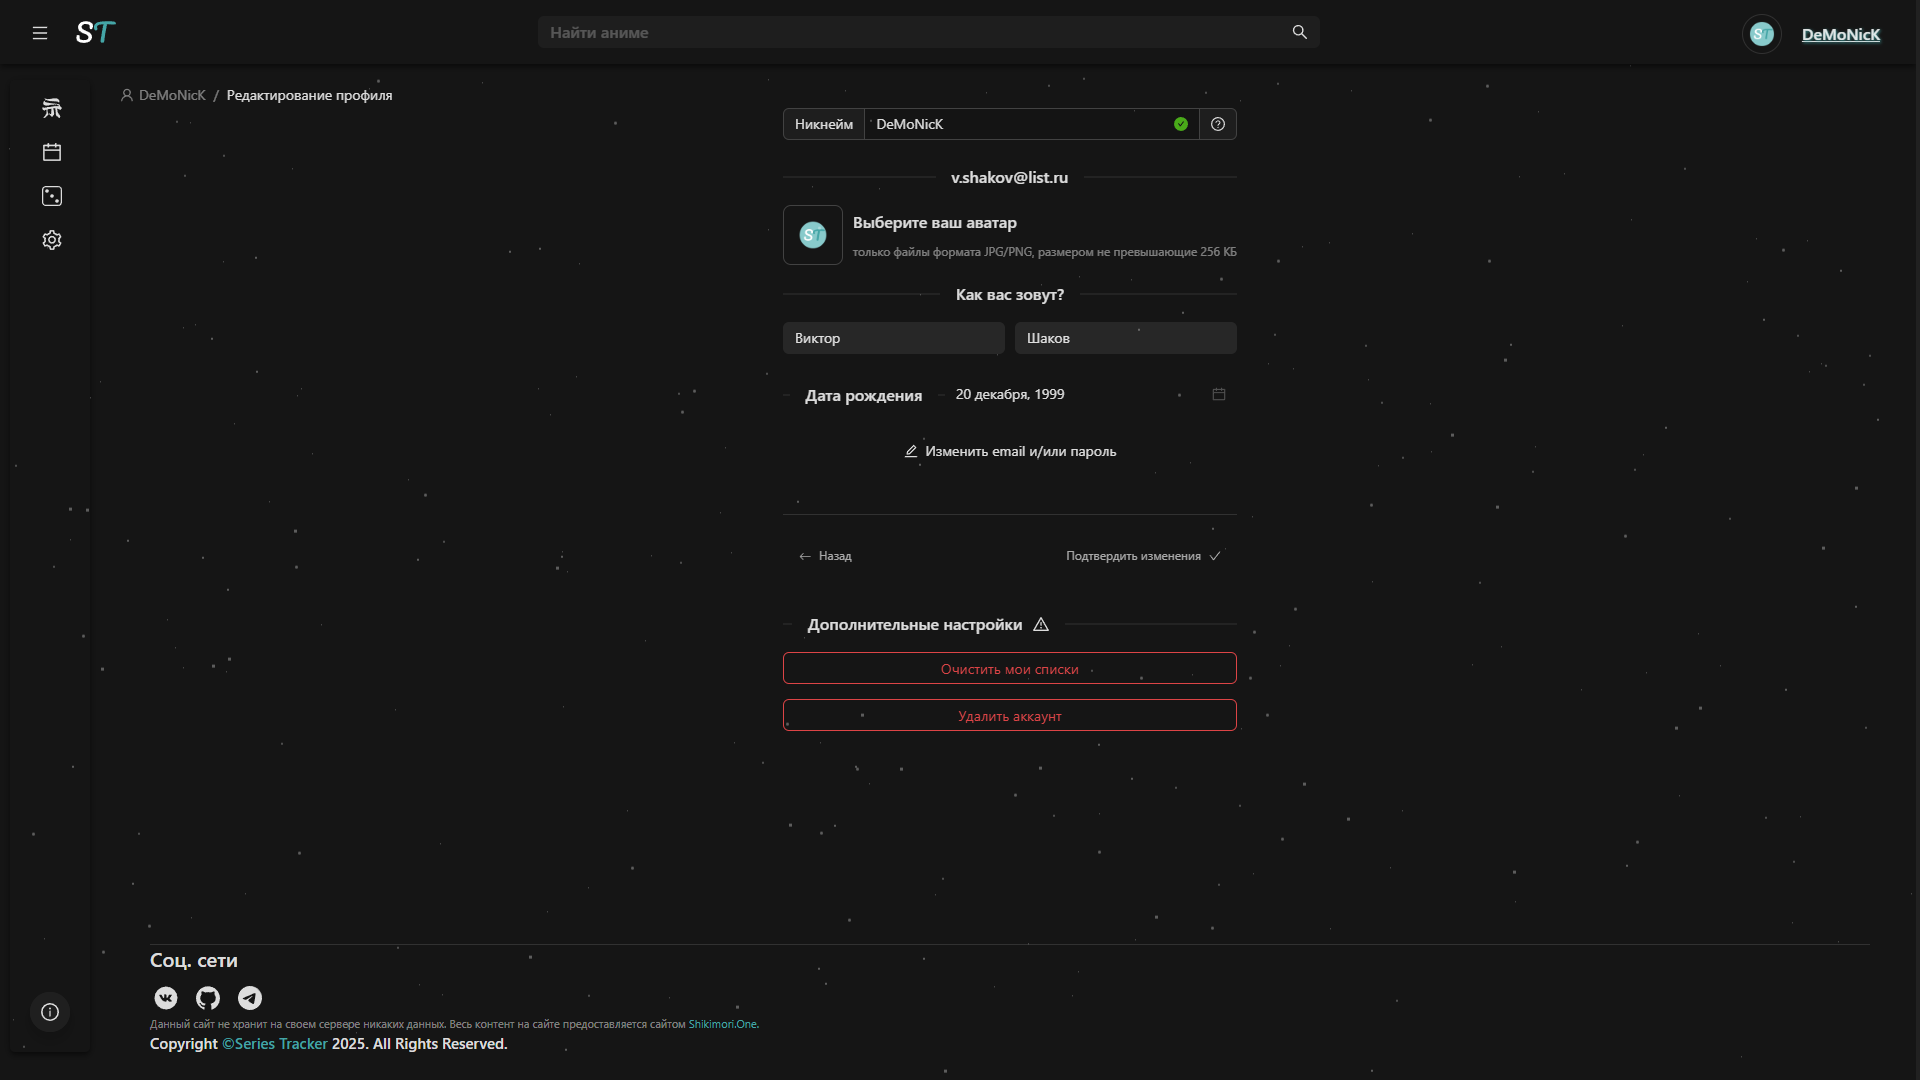 ST
Найти аниме
ST
DeMoNicK
DeMoNicK / Редактирование профиля
Никнейм
DeMoNicK
v.shakov@list.ru
ST
Выберите ваш аватар
только файлы формата JPG/PNG, размером не превышающие 256 КБ
Как вас зовут?
Виктор
Шаков
Дата рождения
20 декабря, 1999
Изменить email и/или пароль
Назад
Подтвердить изменения
Дополнительные настройки
Очистить мои списки
Удалить аккаунт
Соц. сети
Данный сайт не хранит на своем сервере никаких данных. Весь контент на сайте предоставляется сайтом Shikimori.One.
Copyright ©Series Tracker 2025. All Rights Reserved.